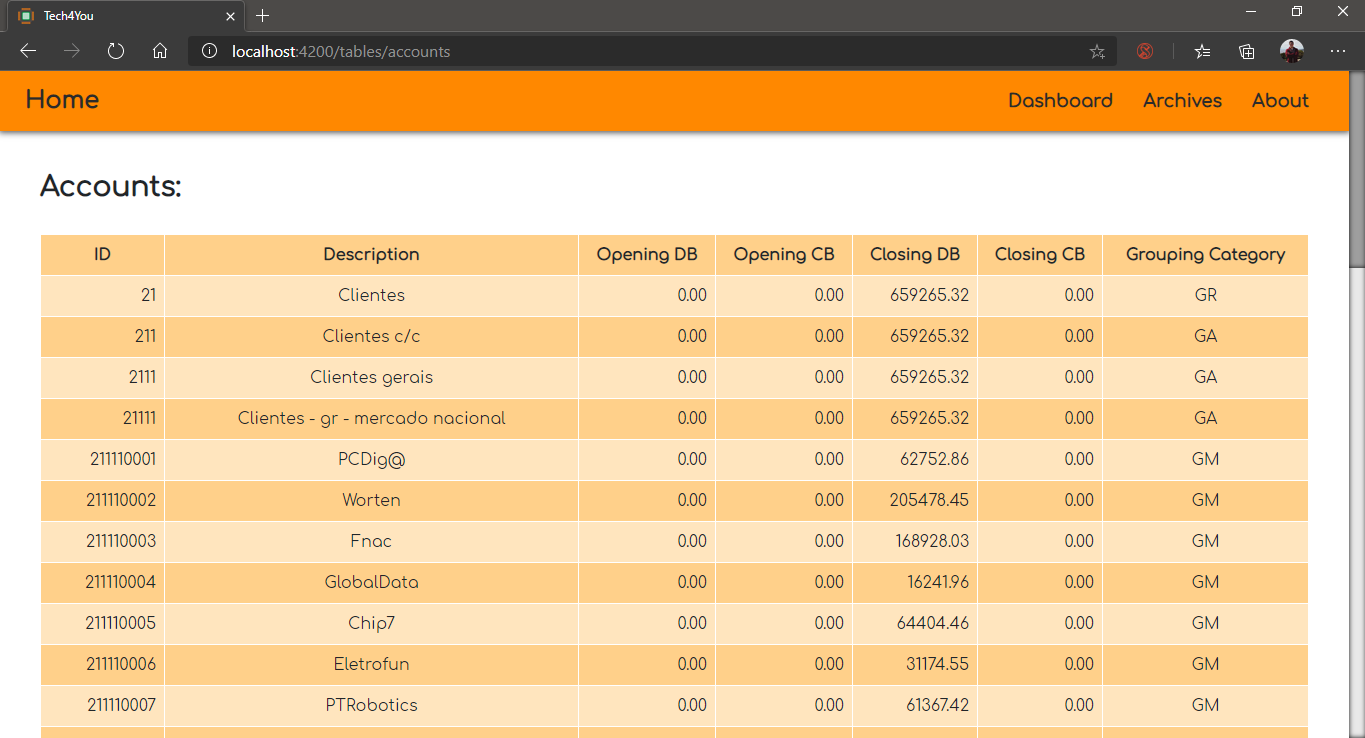 Tech4You
localhost:4200/tables/accounts
Home Dashboard Archives About
Accounts:
ID Description Opening DB Opening CB Closing DB Closing CB Grouping Category
21 Clientes 0.00 0.00 659265.32 0.00 GR
211 Clientes c/c 0.00 0.00 659265.32 0.00 GA
2111 Clientes gerais 0.00 0.00 659265.32 0.00 GA
21111 Clientes - gr - mercado nacional 0.00 0.00 659265.32 0.00 GA
211110001 PCDig@ 0.00 0.00 62752.86 0.00 GM
211110002 Worten 0.00 0.00 205478.45 0.00 GM
211110003 Fnac 0.00 0.00 168928.03 0.00 GM
211110004 GlobalData 0.00 0.00 16241.96 0.00 GM
211110005 Chip7 0.00 0.00 64404.46 0.00 GM
211110006 Eletrofun 0.00 0.00 31174.55 0.00 GM
211110007 PTRobotics 0.00 0.00 61367.42 0.00 GM